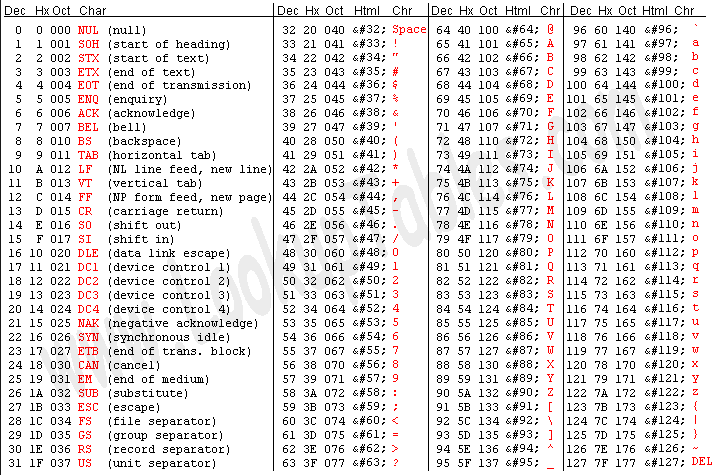 Dec Hx Oct Char Dec Hx Oct Html Chr Dec Hx Oct Html Chr Dec Hx Oct Html Chr
0 0 000 NUL (null) 32 20 040 &#32; Space 64 40 100 &#64; @ 96 60 140 &#96; `
1 1 001 SOH (start of heading) 33 21 041 &#33; ! 65 41 101 &#65; A 97 61 141 &#97; a
2 2 002 STX (start of text) 34 22 042 &#34; " 66 42 102 &#66; B 98 62 142 &#98; b
3 3 003 ETX (end of text) 35 23 043 &#35; # 67 43 103 &#67; C 99 63 143 &#99; c
4 4 004 EOT (end of transmission) 36 24 044 &#36; $ 68 44 104 &#68; D 100 64 144 &#100; d
5 5 005 ENQ (enquiry) 37 25 045 &#37; % 69 45 105 &#69; E 101 65 145 &#101; e
6 6 006 ACK (acknowledge) 38 26 046 &#38; & 70 46 106 &#70; F 102 66 146 &#102; f
7 7 007 BEL (bell) 39 27 047 &#39; ' 71 47 107 &#71; G 103 67 147 &#103; g
8 8 010 BS (backspace) 40 28 050 &#40; ( 72 48 110 &#72; H 104 68 150 &#104; h
9 9 011 TAB (horizontal tab) 41 29 051 &#41; ) 73 49 111 &#73; I 105 69 151 &#105; i
10 A 012 LF (NL line feed, new line) 42 2A 052 &#42; * 74 4A 112 &#74; J 106 6A 152 &#106; j
11 B 013 VT (vertical tab) 43 2B 053 &#43; + 75 4B 113 &#75; K 107 6B 153 &#107; k
12 C 014 FF (NP form feed, new page) 44 2C 054 &#44; , 76 4C 114 &#76; L 108 6C 154 &#108; l
13 D 015 CR (carriage return) 45 2D 055 &#45; - 77 4D 115 &#77; M 109 6D 155 &#109; m
14 E 016 SO (shift out) 46 2E 056 &#46; . 78 4E 116 &#78; N 110 6E 156 &#110; n
15 F 017 SI (shift in) 47 2F 057 &#47; / 79 4F 117 &#79; O 111 6F 157 &#111; o
16 10 020 DLE (data link escape) 48 30 060 &#48; 0 80 50 120 &#80; P 112 70 160 &#112; p
17 11 021 DC1 (device control 1) 49 31 061 &#49; 1 81 51 121 &#81; Q 113 71 161 &#113; q
18 12 022 DC2 (device control 2) 50 32 062 &#50; 2 82 52 122 &#82; R 114 72 162 &#114; r
19 13 023 DC3 (device control 3) 51 33 063 &#51; 3 83 53 123 &#83; S 115 73 163 &#115; s
20 14 024 DC4 (device control 4) 52 34 064 &#52; 4 84 54 124 &#84; T 116 74 164 &#116; t
21 15 025 NAK (negative acknowledge) 53 35 065 &#53; 5 85 55 125 &#85; U 117 75 165 &#117; u
22 16 026 SYN (synchronous idle) 54 36 066 &#54; 6 86 56 126 &#86; V 118 76 166 &#118; v
23 17 027 ETB (end of trans. block) 55 37 067 &#55; 7 87 57 127 &#87; W 119 77 167 &#119; w
24 18 030 CAN (cancel) 56 38 070 &#56; 8 88 58 130 &#88; X 120 78 170 &#120; x
25 19 031 EM (end of medium) 57 39 071 &#57; 9 89 59 131 &#89; Y 121 79 171 &#121; y
26 1A 032 SUB (substitute) 58 3A 072 &#58; : 90 5A 132 &#90; Z 122 7A 172 &#122; z
27 1B 033 ESC (escape) 59 3B 073 &#59; ; 91 5B 133 &#91; [ 123 7B 173 &#123; {
28 1C 034 FS (file separator) 60 3C 074 &#60; < 92 5C 134 &#92; \ 124 7C 174 &#124; |
29 1D 035 GS (group separator) 61 3D 075 &#61; = 93 5D 135 &#93; ] 125 7D 175 &#125; }
30 1E 036 RS (record separator) 62 3E 076 &#62; > 94 5E 136 &#94; ^ 126 7E 176 &#126; ~
31 1F 037 US (unit separator) 63 3F 077 &#63; ? 95 5F 137 &#95; _ 127 7F 177 &#127; DEL